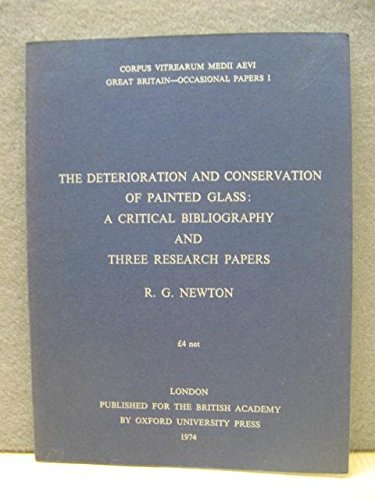 CORPUS VITREARUM MEDII AEVI
GREAT BRITAIN—OCCASIONAL PAPERS I
THE DETERIORATION AND CONSERVATION
OF PAINTED GLASS:
A CRITICAL BIBLIOGRAPHY
AND
THREE RESEARCH PAPERS
R. G. NEWTON
£4 net
LONDON
PUBLISHED FOR THE BRITISH ACADEMY
BY OXFORD UNIVERSITY PRESS
1974